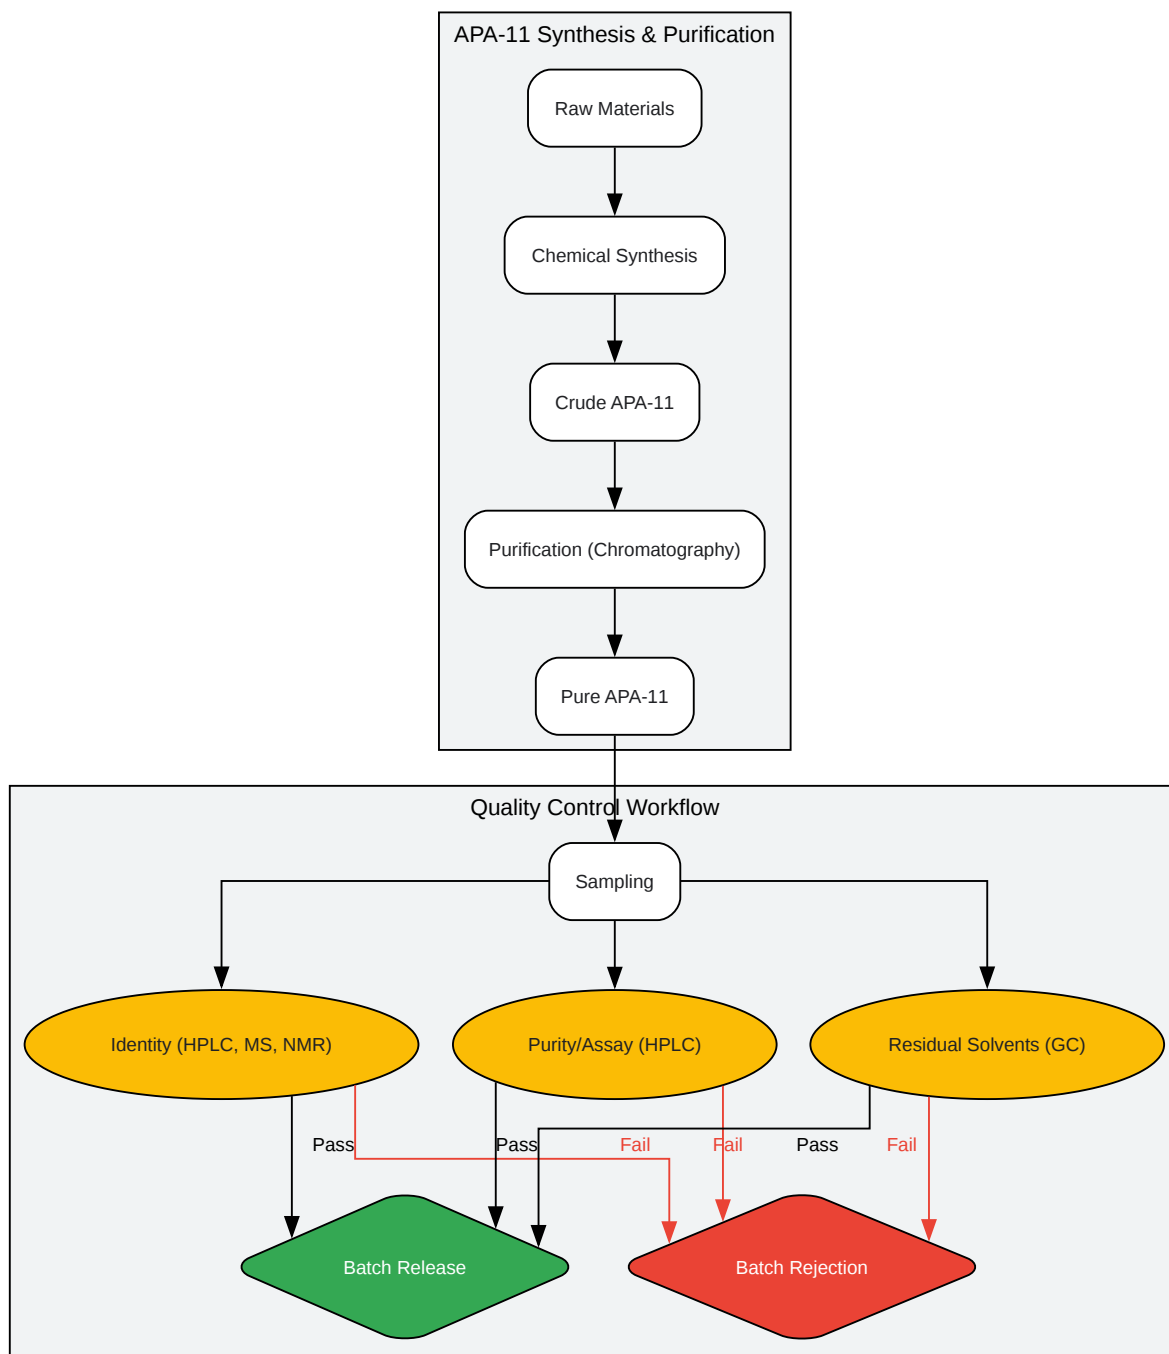 APA-11 Synthesis & Purification
Raw Materials
Chemical Synthesis
Crude APA-11
Purification (Chromatography)
Pure APA-11
Quality Control Workflow
Sampling
Identity (HPLC, MS, NMR)
Purity/Assay (HPLC)
Residual Solvents (GC)
Pass
Pass
Fail
Fail
Pass
Fail
Batch Release
Batch Rejection